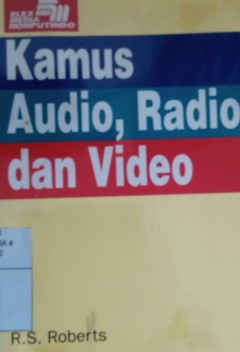 ELEX
MEDIA
KOMPUTINDO
Kamus
Audio, Radio
dan Video
R.S. Roberts